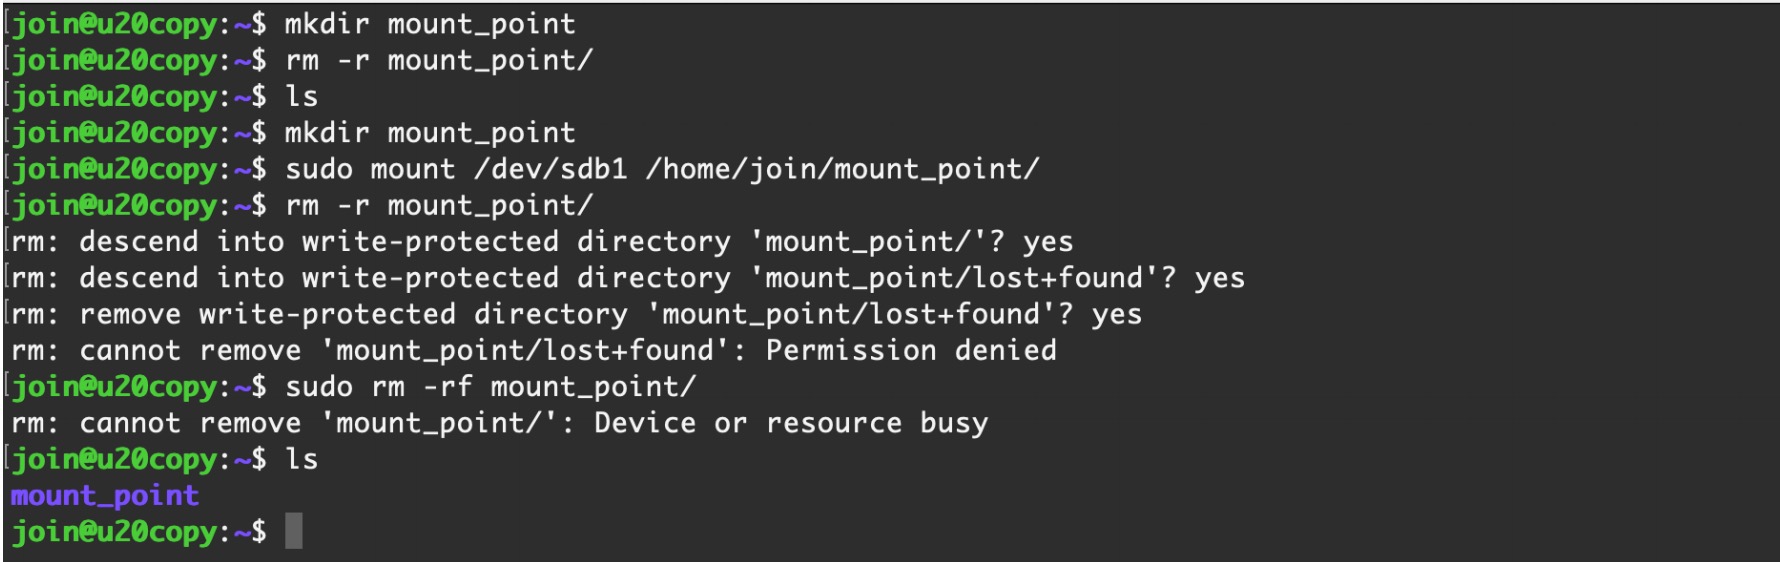 [join@u20copy:~$ mkdir mount_point
[join@u20copy:~$ rm -r mount_point/
[join@u20copy:~$ ls
[join@u20copy:~$ mkdir mount_point
[join@u20copy:~$ sudo mount /dev/sdb1 /home/join/mount_point/
[join@u20copy:~$ rm -r mount_point/
[rm: descend into write-protected directory 'mount_point/'? yes
[rm: descend into write-protected directory 'mount_point/lost+found'? yes
[rm: remove write-protected directory 'mount_point/lost+found'? yes
rm: cannot remove 'mount_point/lost+found': Permission denied
[join@u20copy:~$ sudo rm -rf mount_point/
rm: cannot remove 'mount_point/': Device or resource busy
[join@u20copy:~$ ls
mount_point
join@u20copy:~$